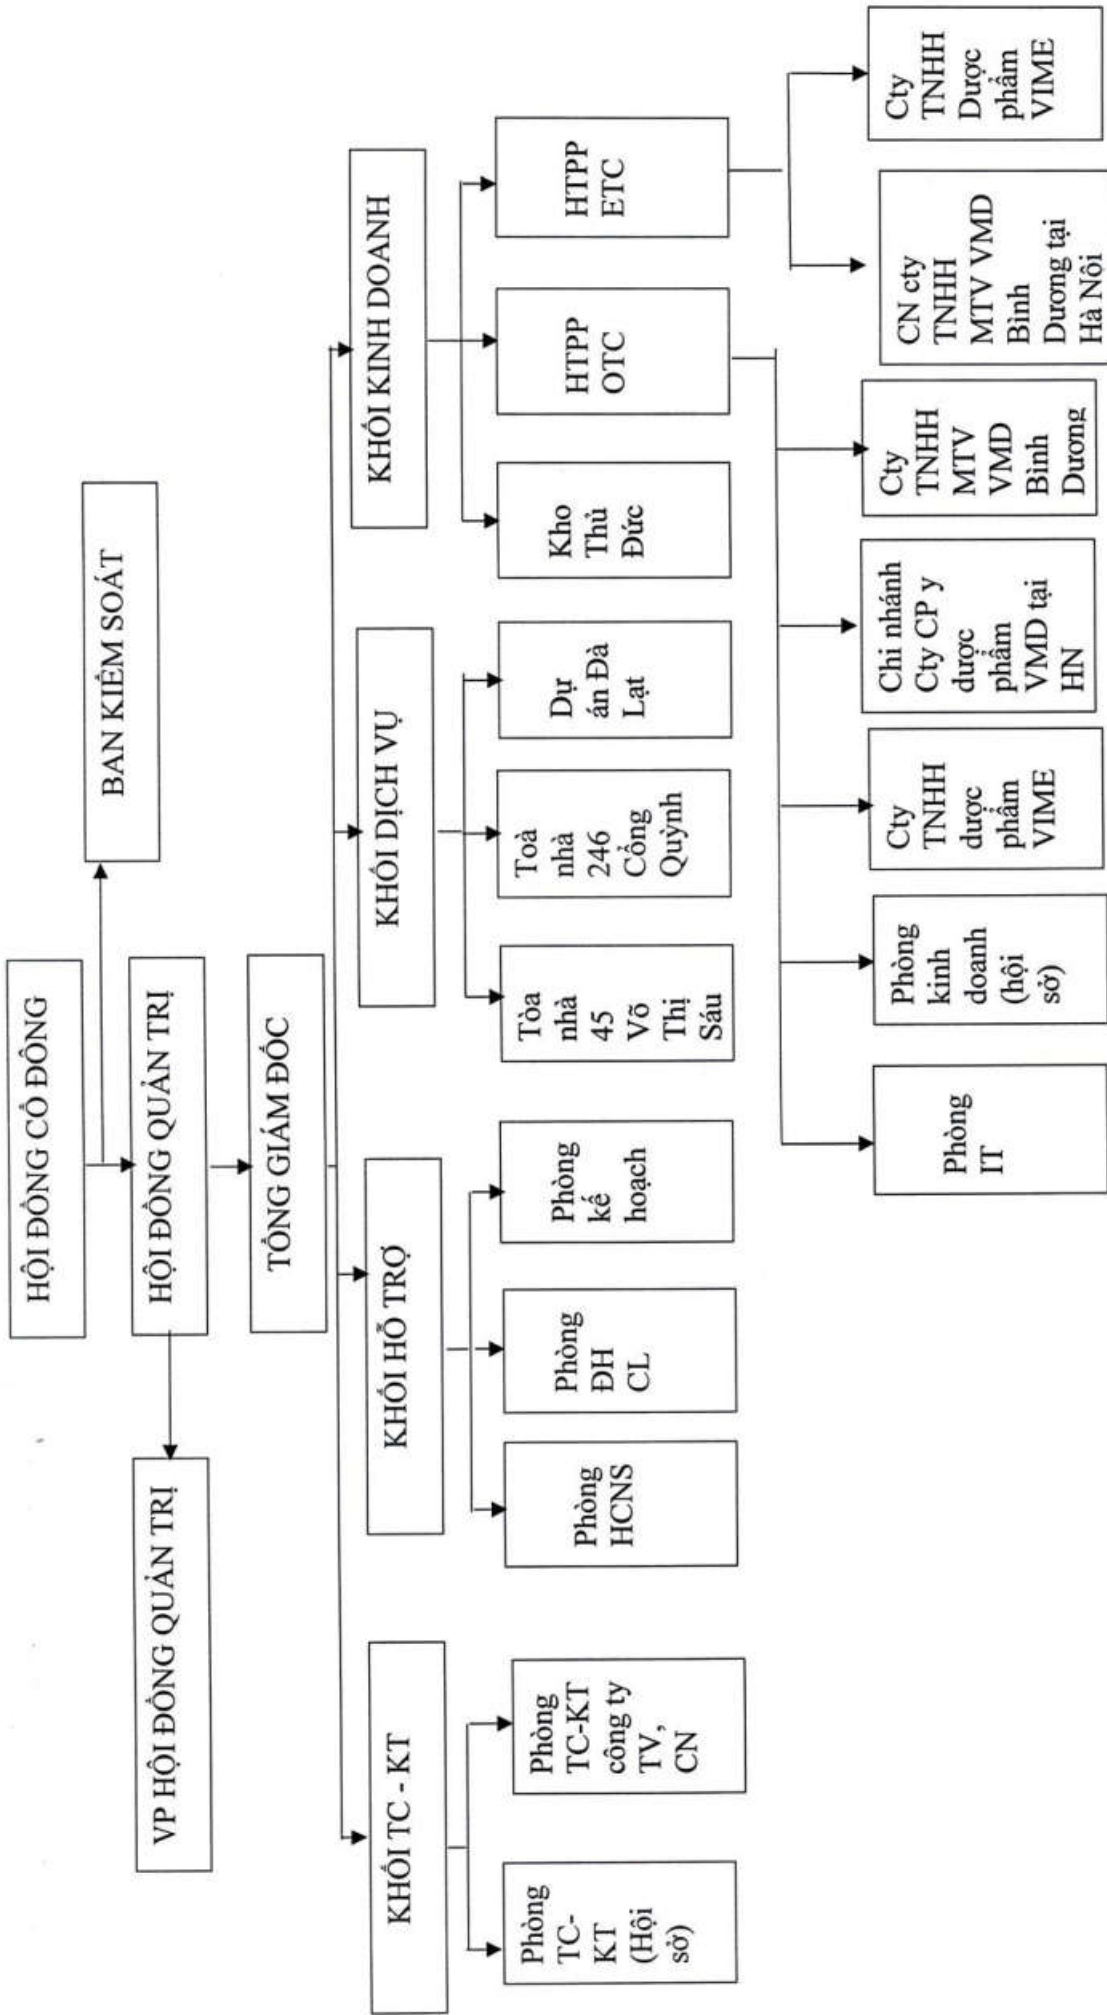 HỘI ĐỒNG CỔ ĐÔNG
BAN KIỂM SOÁT
VP HỘI ĐỒNG QUẢN TRỊ
HỘI ĐỒNG QUẢN TRỊ
TỔNG GIÁM ĐỐC
KHỐI TC - KT
KHỐI HỖ TRỢ
KHỐI DỊCH VỤ
KHỐI KINH DOANH
Phòng
TC-
KT
(Hội
sở)
Phòng
TC-KT
công ty
TV,
CN
Phòng
HCNS
Phòng
ĐH
CL
Phòng
kế
hoạch
Tòa
nhà
45
Võ
Thị
Sáu
Toà
nhà
246
Cống
Quỳnh
Dự
án Đà
Lạt
Kho
Thủ
Đức
HTPP
OTC
HTPP
ETC
Phòng
IT
Phòng
kinh
doanh
(hội
sở)
Cty
TNHH
dược
phẩm
VIME
Chi nhánh
Cty CP y
dược
phẩm
VMD tại
HN
Cty
TNHH
MTV
VMD
Bình
Dương
CN cty
TNHH
MTV VMD
Bình
Dương tại
Hà Nội
Cty
TNHH
Dược
phẩm
VIME